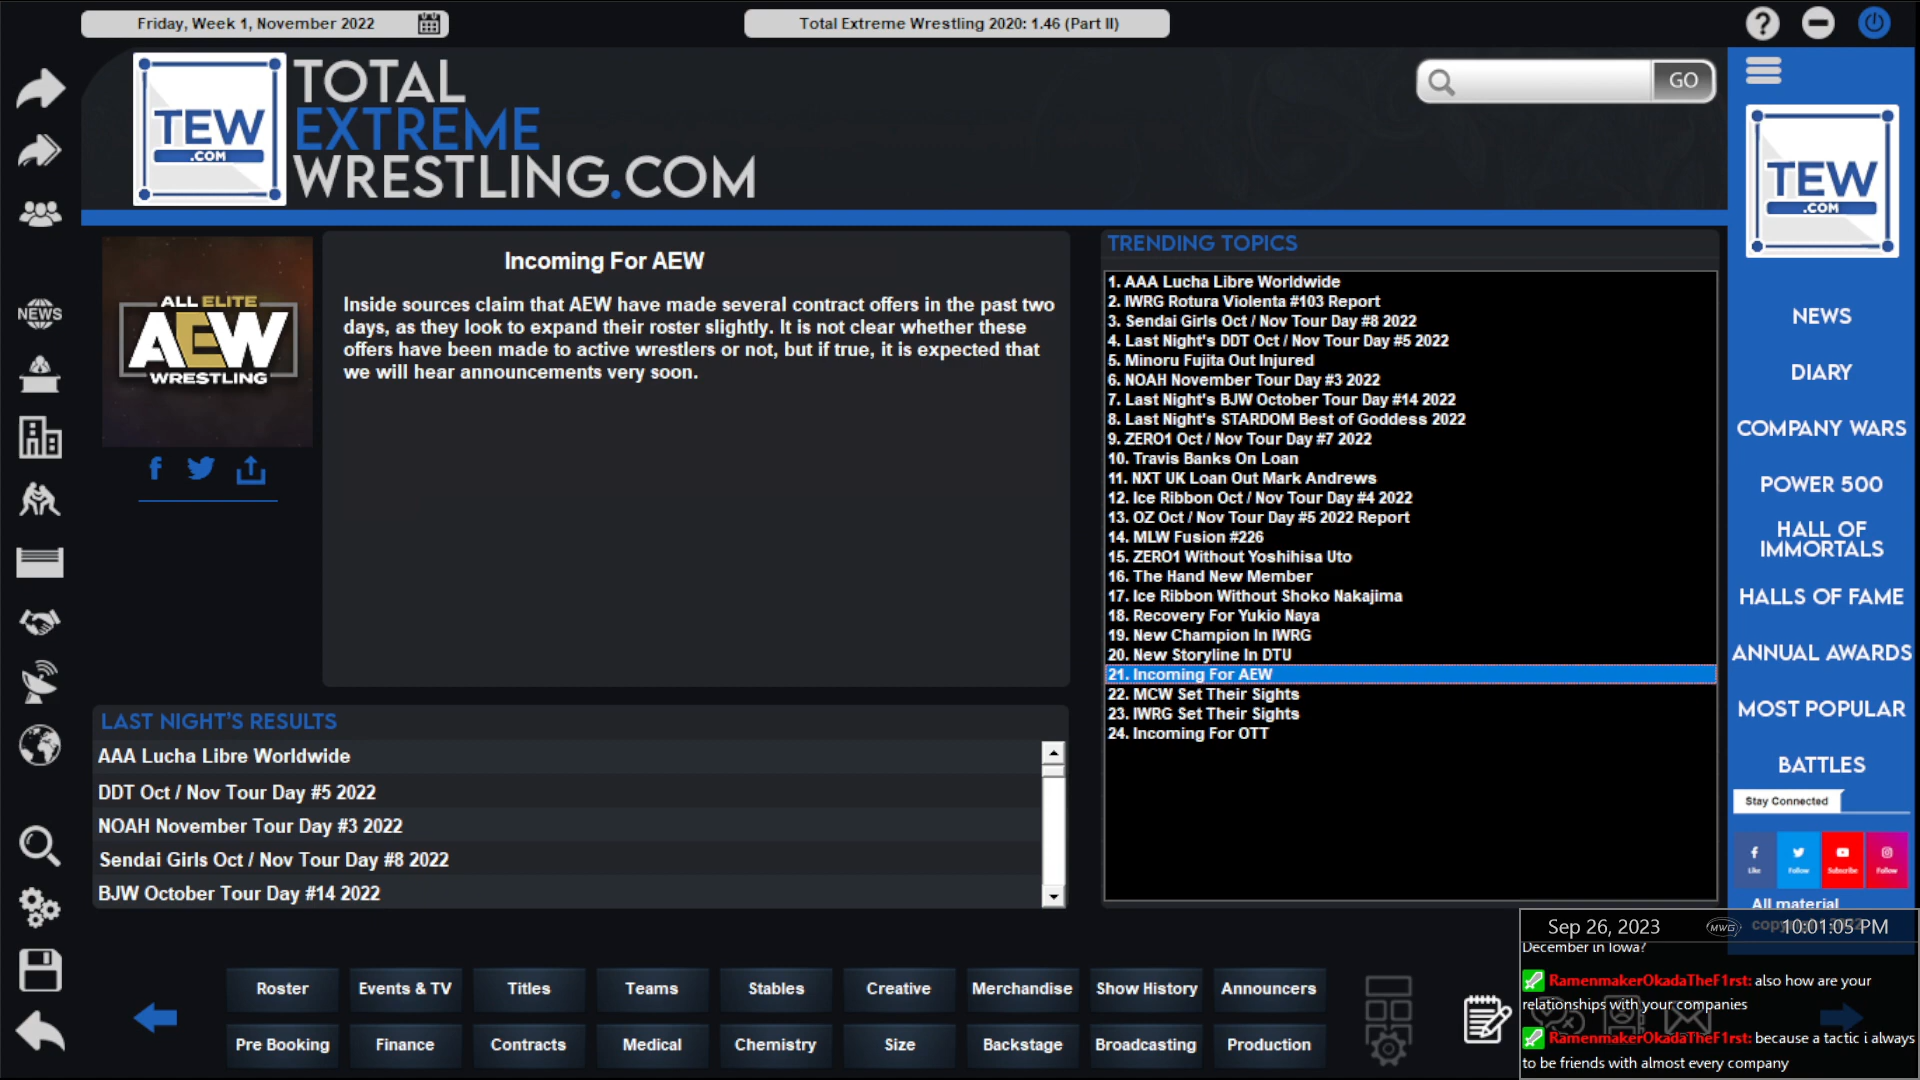 Friday, Week 1, November 2022
Total Extreme Wrestling 2020: 1.46 (Part II)
TEW
.COM
TOTAL
EXTREME
WRESTLING.COM
GO
TEW
.COM
NEWS
ALL ELITE
AEW
WRESTLING
Incoming For AEW
Inside sources claim that AEW have made several contract offers in the past two
days, as they look to expand their roster slightly. It is not clear whether these
offers have been made to active wrestlers or not, but if true, it is expected that
we will hear announcements very soon.
TRENDING TOPICS
1. AAA Lucha Libre Worldwide
2. IWRG Rotura Violenta #103 Report
3. Sendai Girls Oct / Nov Tour Day #8 2022
4. Last Night's DDT Oct / Nov Tour Day #5 2022
5. Minoru Fujita Out Injured
6. NOAH November Tour Day #3 2022
7. Last Night's BJW October Tour Day #14 2022
8. Last Night's STARDOM Best of Goddess 2022
9. ZERO1 Oct / Nov Tour Day #7 2022
10. Travis Banks On Loan
11. NXT UK Loan Out Mark Andrews
12. Ice Ribbon Oct / Nov Tour Day #4 2022
13. OZ Oct / Nov Tour Day #5 2022 Report
14. MLW Fusion #226
15. ZERO1 Without Yoshihisa Uto
16. The Hand New Member
17. Ice Ribbon Without Shoko Nakajima
18. Recovery For Yukio Naya
19. New Champion In IWRG
20. New Storyline In DTU
21. Incoming For AEW
22. MCW Set Their Sights
23. IWRG Set Their Sights
24. Incoming For OTT
NEWS
DIARY
COMPANY WARS
POWER 500
HALL OF
IMMORTALS
HALLS OF FAME
ANNUAL AWARDS
MOST POPULAR
BATTLES
Stay Connected
Like
Follow
Subscribe
Follow
All material
LAST NIGHT'S RESULTS
AAA Lucha Libre Worldwide
DDT Oct / Nov Tour Day #5 2022
NOAH November Tour Day #3 2022
Sendai Girls Oct / Nov Tour Day #8 2022
BJW October Tour Day #14 2022
Roster
Events & TV
Titles
Teams
Stables
Creative
Merchandise
Show History
Announcers
Pre Booking
Finance
Contracts
Medical
Chemistry
Size
Backstage
Broadcasting
Production
Sep 26, 2023
MWG
10:01:05 PM
December in Iowa?
RamenmakerOkadaTheF1rst: also how are your
relationships with your companies
RamenmakerOkadaTheF1rst: because a tactic i always
to be friends with almost every company